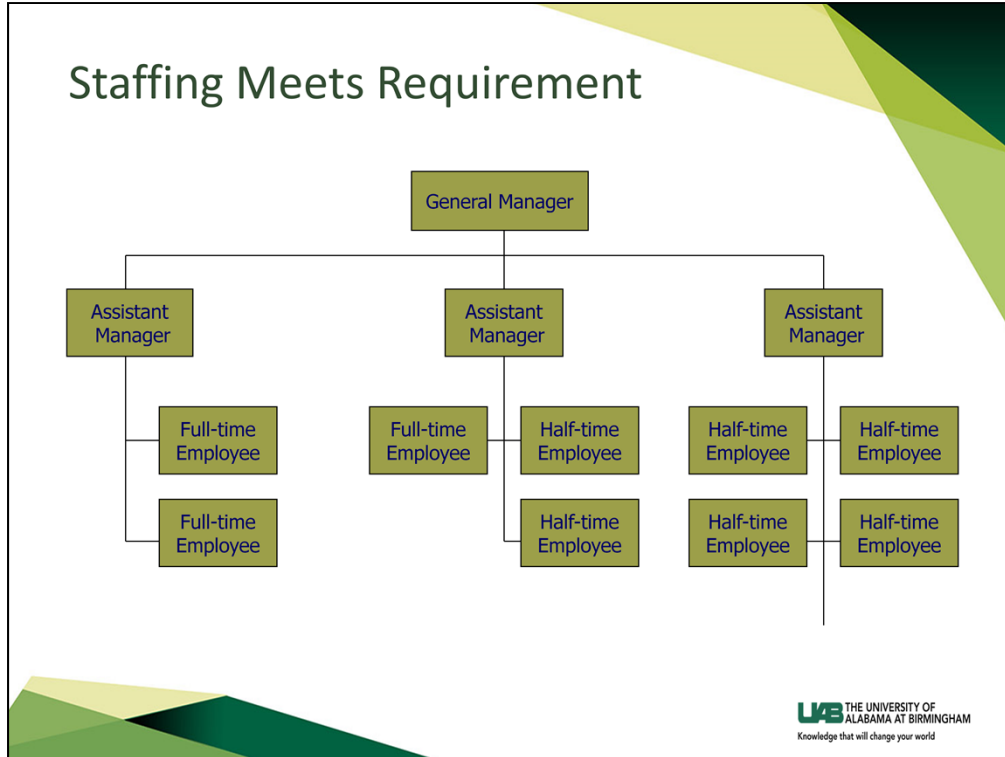 Staffing Meets Requirement
General Manager
Assistant
Manager
Assistant
Manager
Assistant
Manager
Full-time
Employee
Full-time
Employee
Full-time
Employee
Half-time
Employee
Half-time
Employee
Half-time
Employee
Half-time
Employee
Half-time
Employee
Half-time
Employee
UAB THE UNIVERSITY OF
ALABAMA AT BIRMINGHAM
Knowledge that will change your world